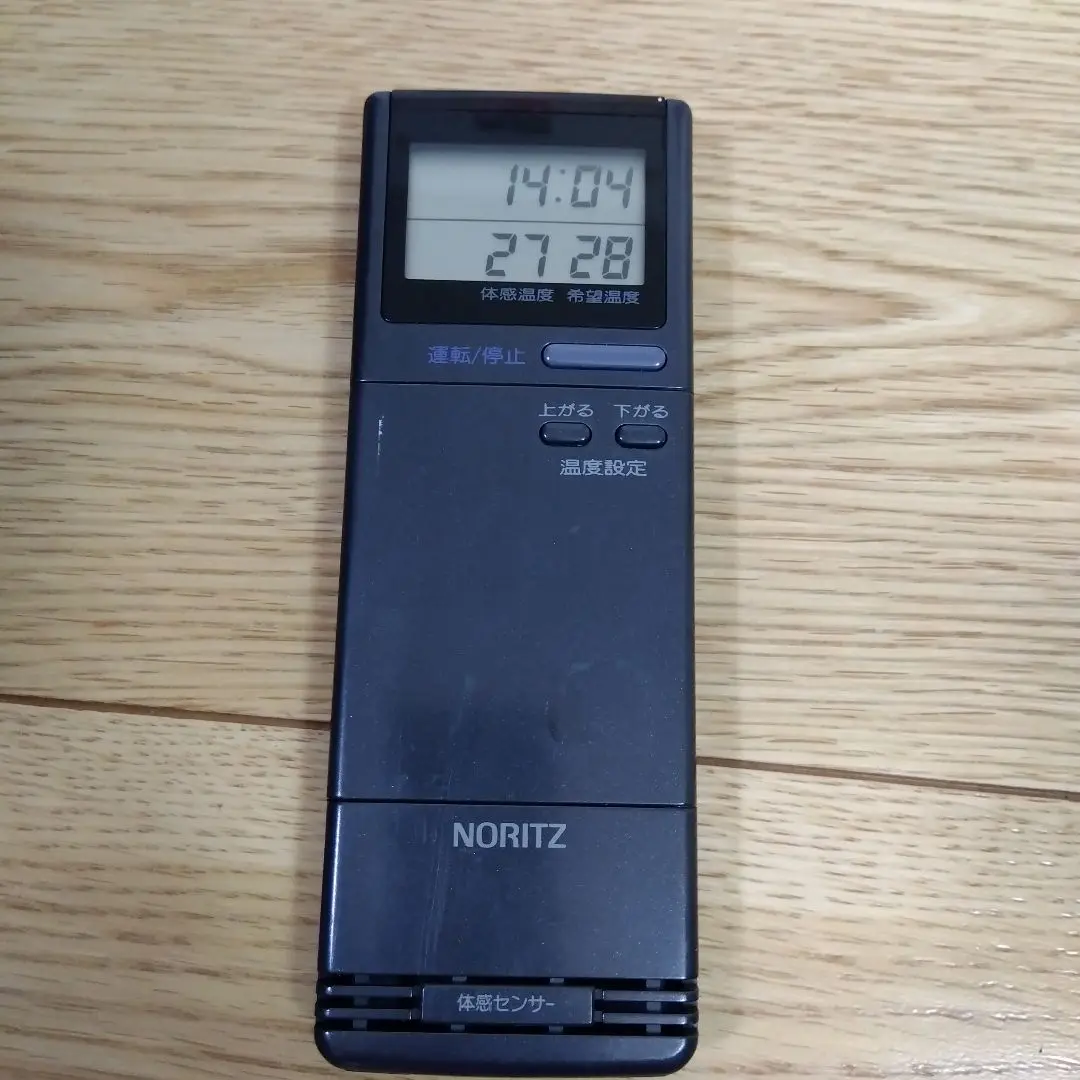 14:04
27 28
体感温度 希望温度
運転/停止
上がる 下がる
温度設定
NORITZ
体感センサー